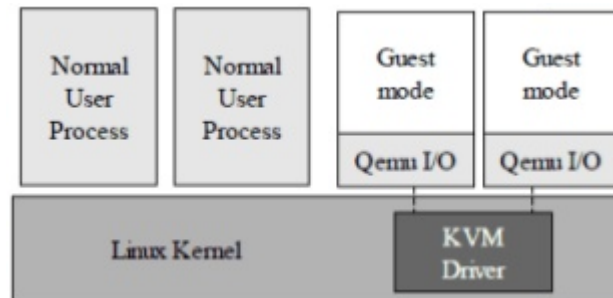 Normal
User
Process
Normal
User
Process
Guest
mode
Guest
mode
Qemu I/O
Qemu I/O
Linux Kernel
KVM
Driver